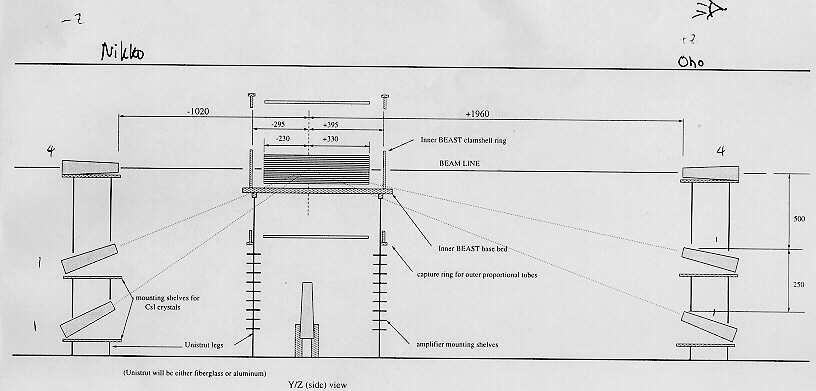 -z
+z
Nikko
Oho
-1020
+1960
-295
+395
-230
+330
Inner BEAST clamshell ring
4
BEAM LINE
4
500
Inner BEAST base bed
1
1
capture ring for outer proportional tubes
250
mounting shelves for
CsI crystals
1
1
Unistrut legs
amplifier mounting shelves
(Unistrut will be either fiberglass or aluminum)
Y/Z (side) view